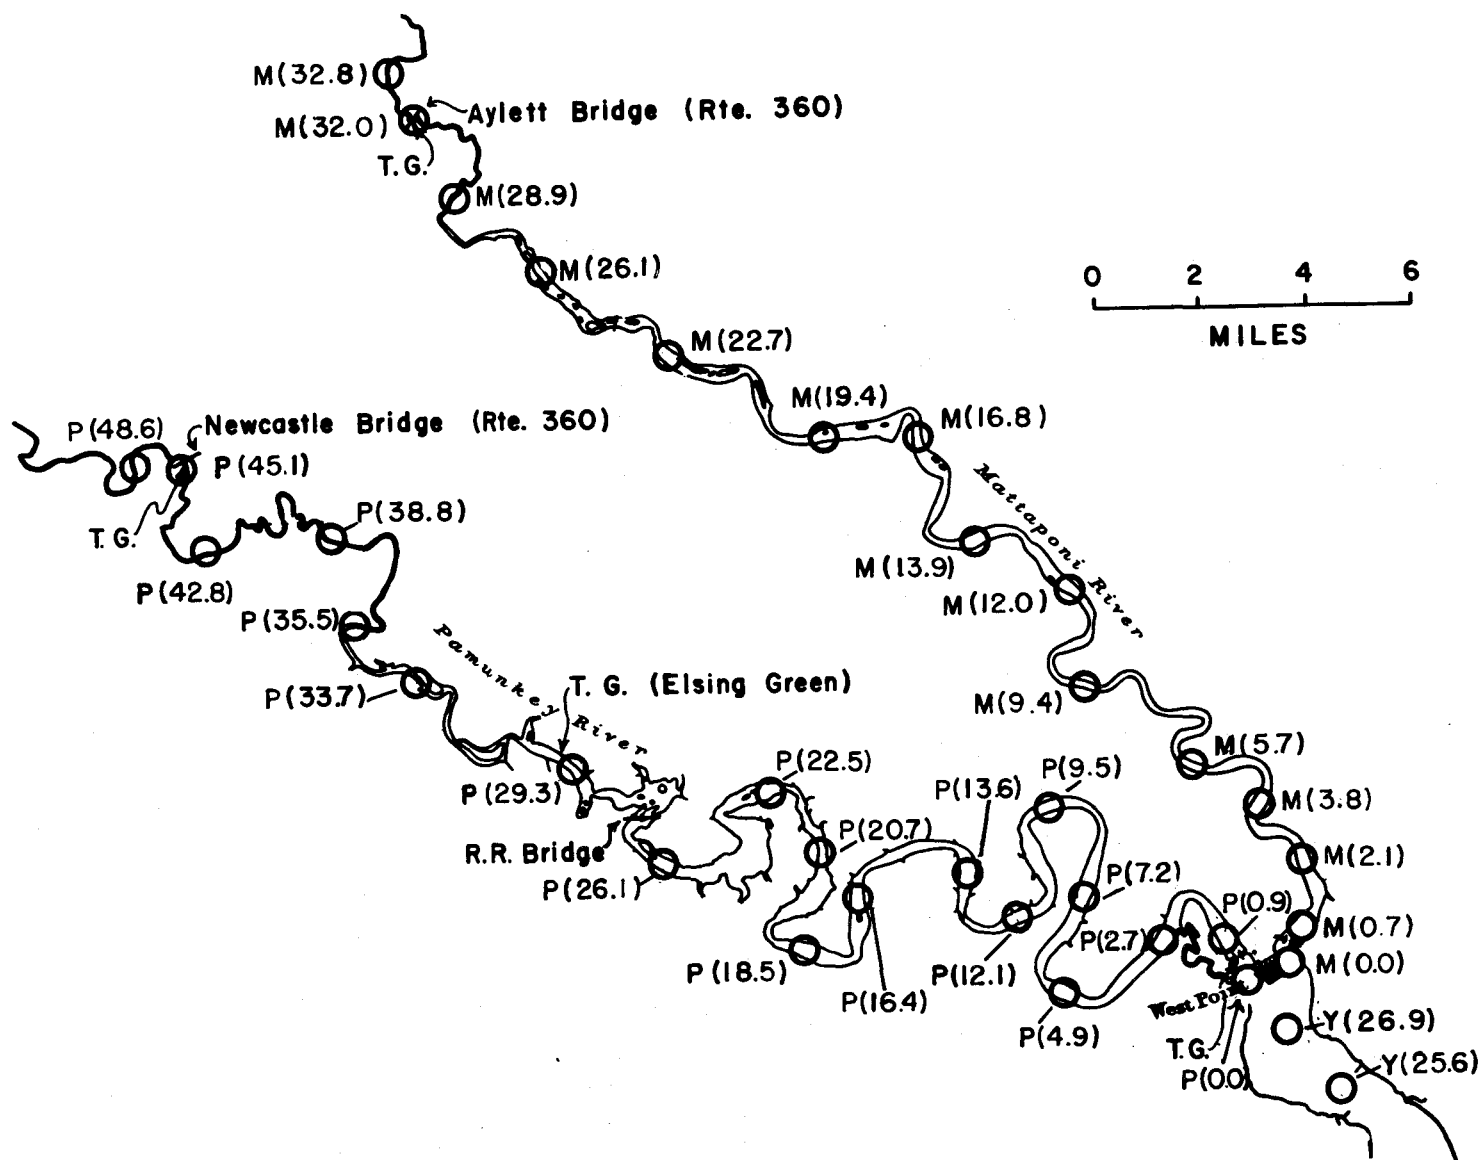 M(32.8)
Aylett Bridge (Rte. 360)
M(32.0)
T.G.
M(28.9)
M(26.1)
0 2 4 6
MILES
M(22.7)
M(19.4)
M(16.8)
P(48.6)
Newcastle Bridge (Rte. 360)
P(45.1)
T.G.
P(38.8)
Mattaponi River
M(13.9)
P(42.8)
M(12.0)
P(35.5)
Pamunkey River
T. G. (Elsing Green)
P(33.7)
M(9.4)
M(5.7)
P(22.5)
P(9.5)
P(13.6)
P(29.3)
M(3.8)
P(20.7)
R.R. Bridge
M(2.1)
P(26.1)
P(7.2)
P(0.9)
M(0.7)
P(2.7)
M(0.0)
P(18.5)
P(12.1)
P(16.4)
West Point
Y(26.9)
P(4.9)
T.G.
P(0.0)
Y(25.6)